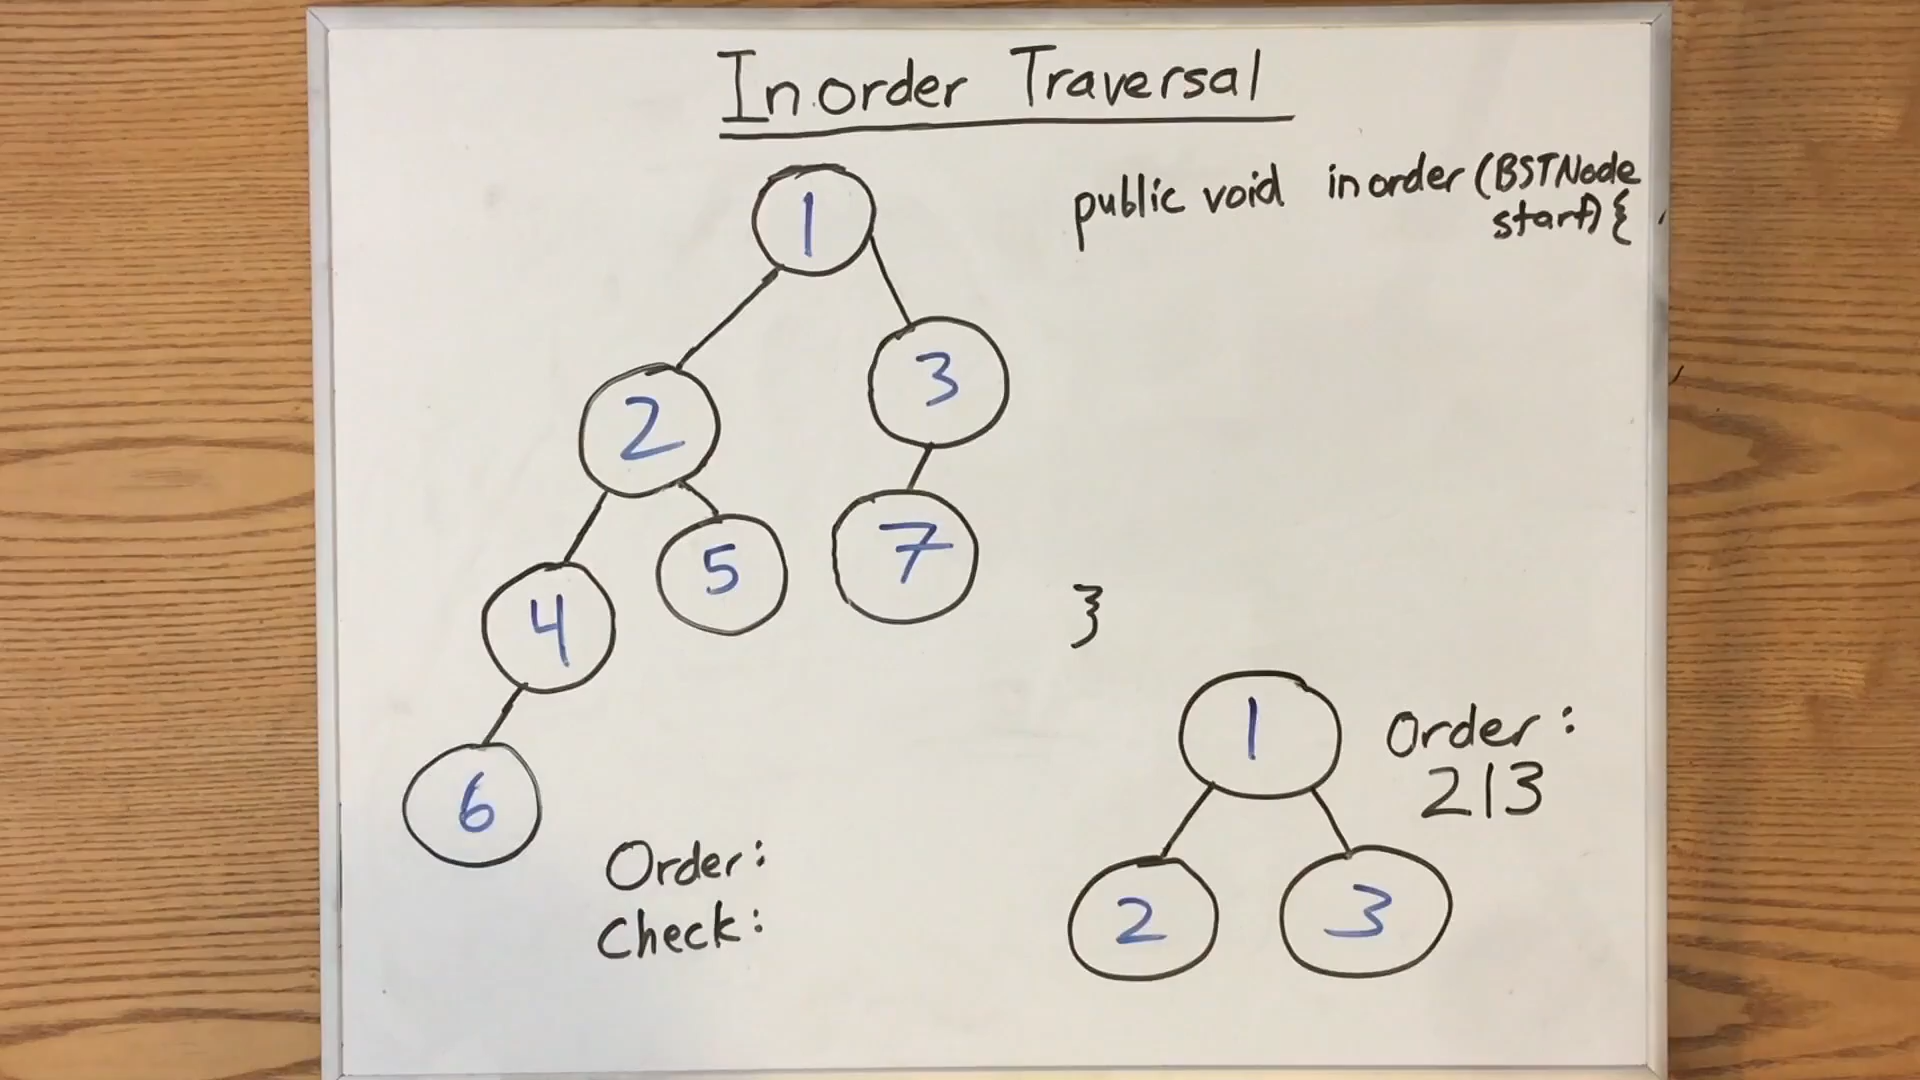 Inorder Traversal
public void inorder (BSTNode
start) {
1
2
3
4
5
7
6
}
Order:
Check:
1
2
3
Order:
213